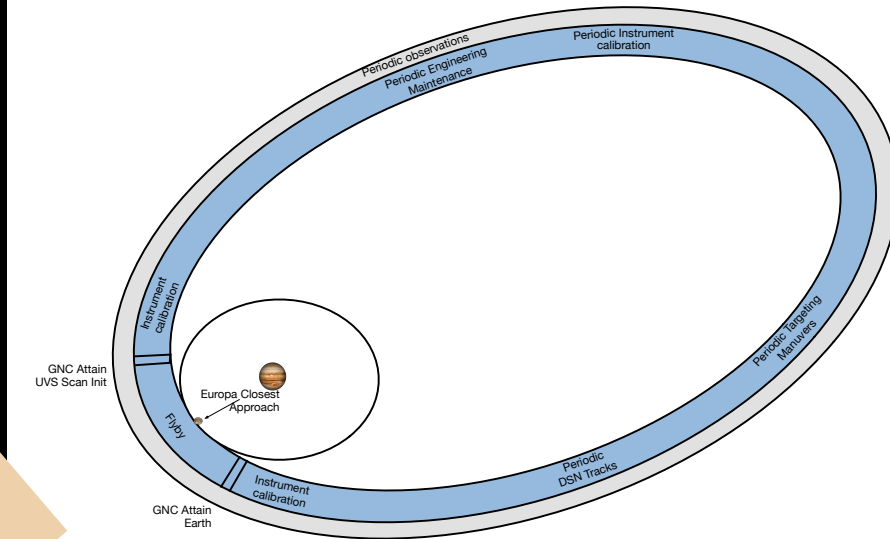 Periodic observations
Periodic Engineering
Maintenance
Periodic Instrument
calibration
Instrument
calibration
GNC Attain
UVS Scan Init
Europa Closest
Approach
Flyby
Periodic Targeting
Manuvers
Periodic
DSN Tracks
Instrument
calibration
GNC Attain
Earth